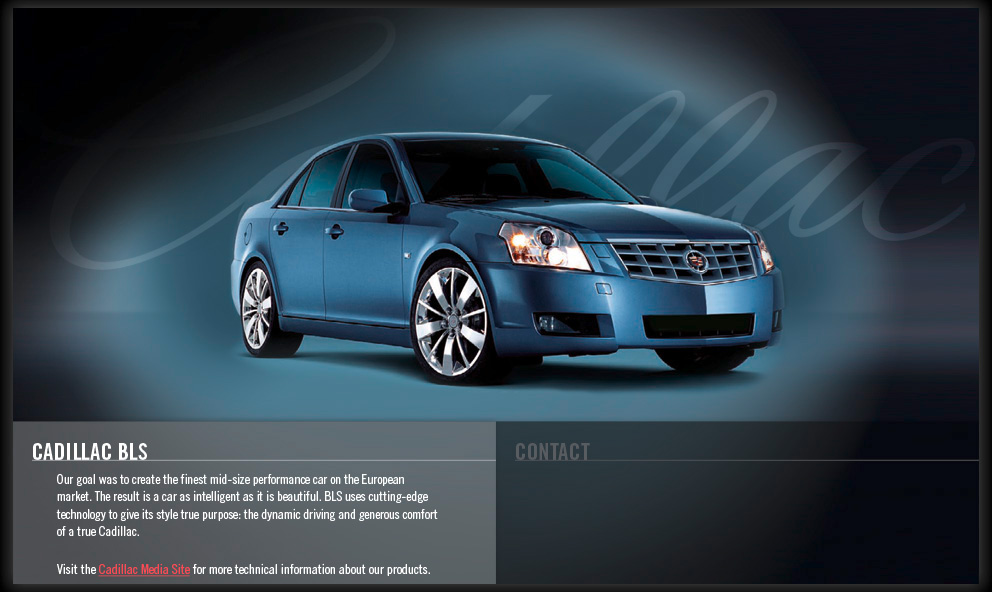 Cadillac
CADILLAC BLS
Our goal was to create the finest mid-size performance car on the European
market. The result is a car as intelligent as it is beautiful. BLS uses cutting-edge
technology to give its style true purpose: the dynamic driving and generous comfort
of a true Cadillac.
Visit the Cadillac Media Site for more technical information about our products.
CONTACT